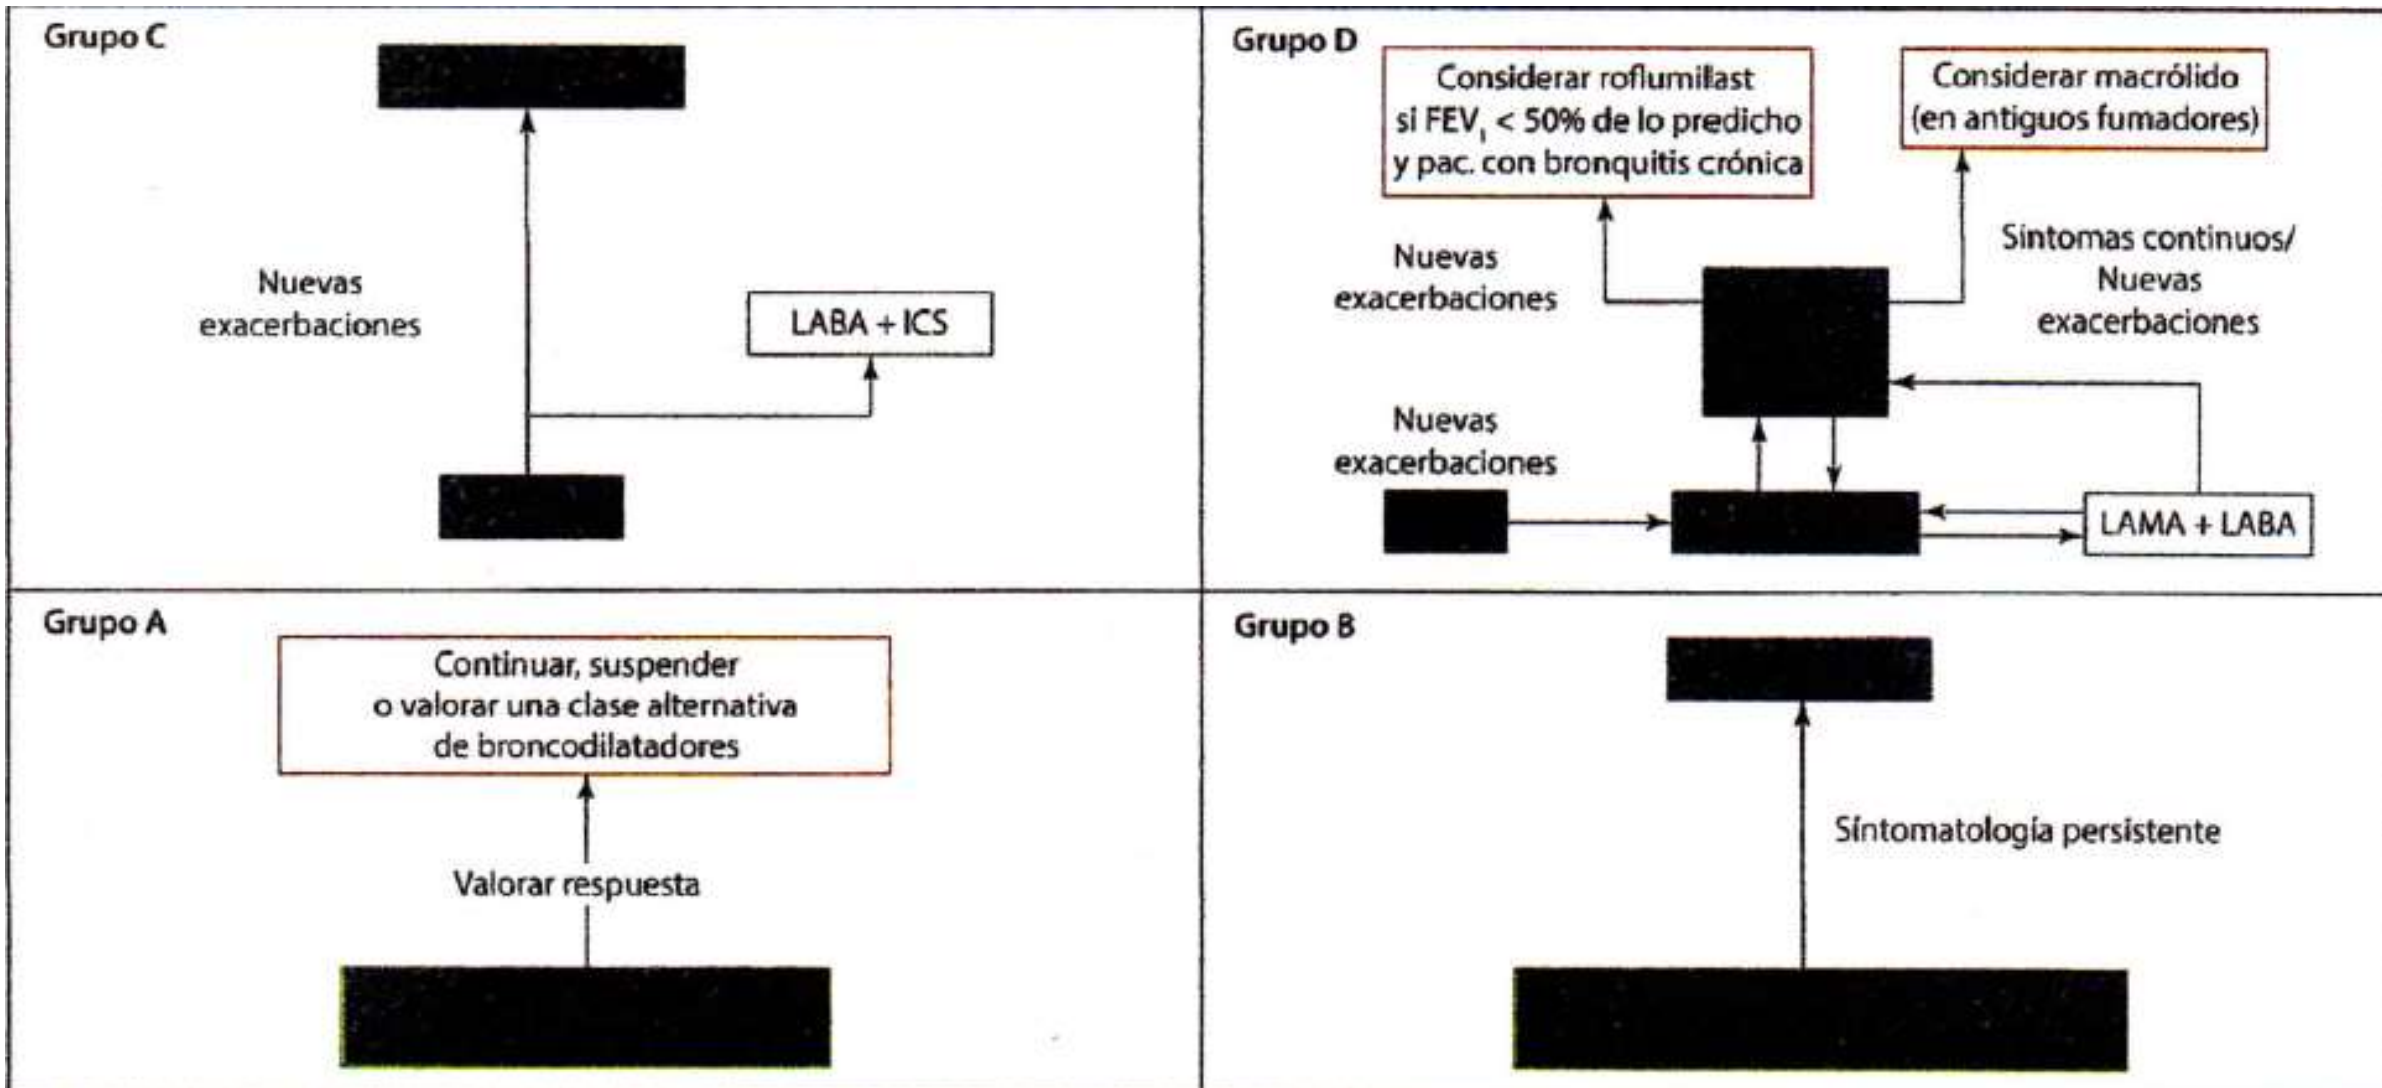 Grupo C
Nuevas
exacerbaciones
LABA + ICS
Grupo D
Considerar roflumilast
si FEV₁ < 50% de lo predicho
y pac. con bronquitis crónica
Considerar macrólido
(en antiguos fumadores)
Nuevas
exacerbaciones
Síntomas continuos/
Nuevas
exacerbaciones
Nuevas
exacerbaciones
LAMA + LABA
Grupo A
Continuar, suspender
o valorar una clase alternativa
de broncodilatadores
Valorar respuesta
Grupo B
Síntomatología persistente